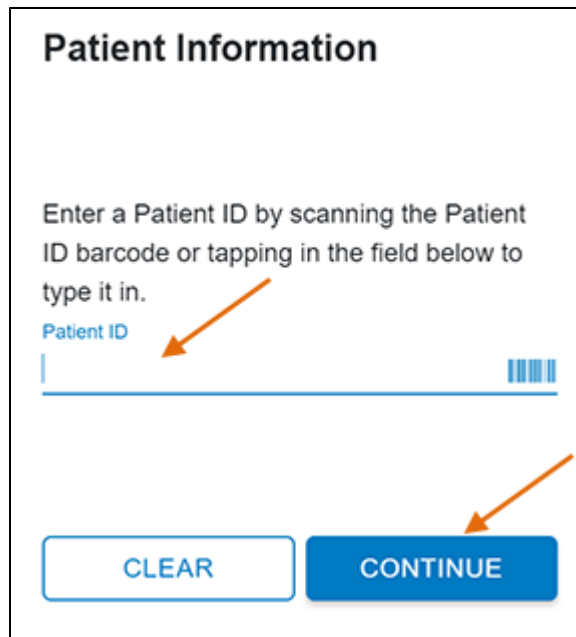 Patient Information
Enter a Patient ID by scanning the Patient
ID barcode or tapping in the field below to
type it in.
Patient ID
CLEAR
CONTINUE